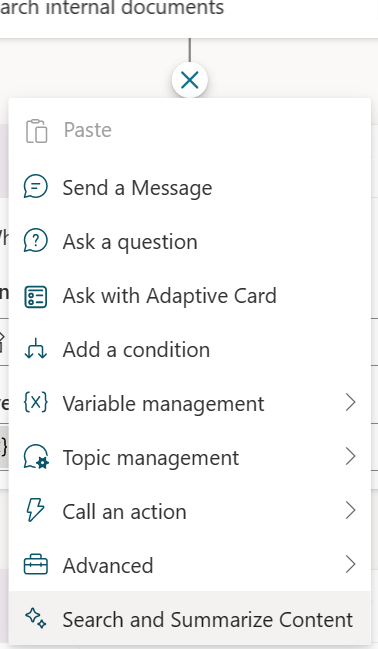 arch internal documents
Paste
Send a Message
Ask a question
Ask with Adaptive Card
Add a condition
Variable management
Topic management
Call an action
Advanced
Search and Summarize Content